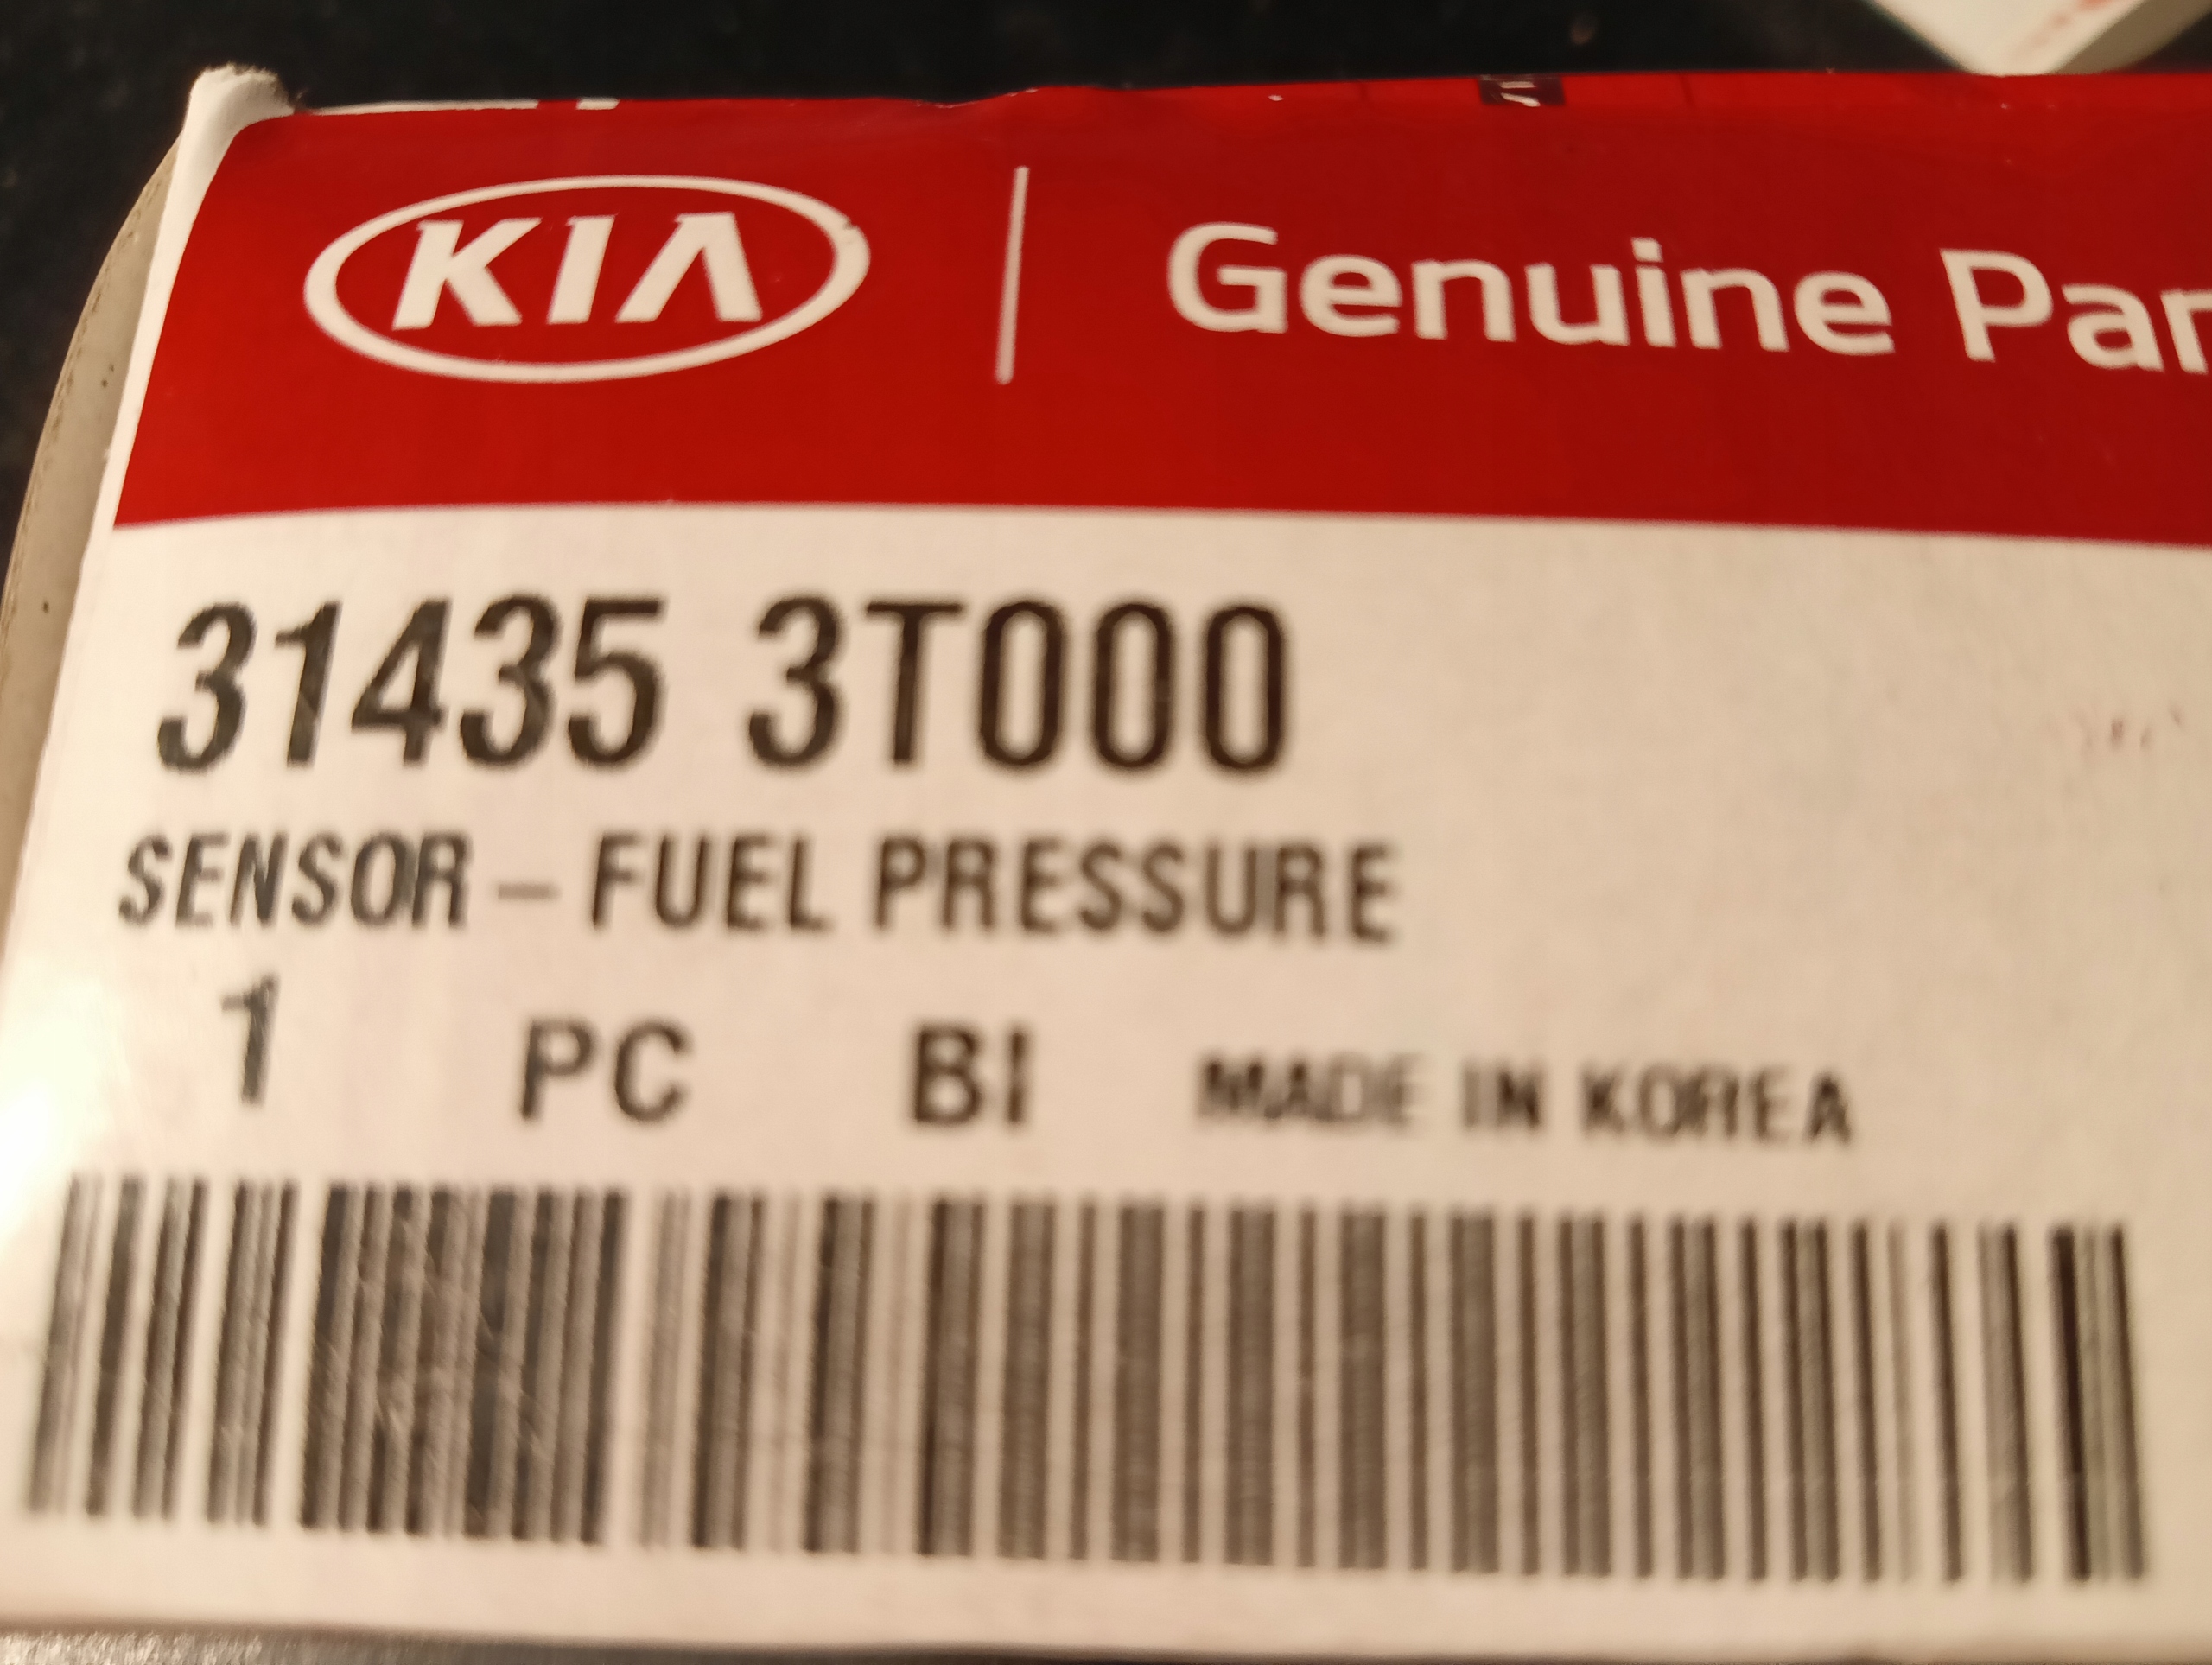 KIA Genuine Par
31435 3T000
SENSOR - FUEL PRESSURE
1 PC BI MADE IN KOREA